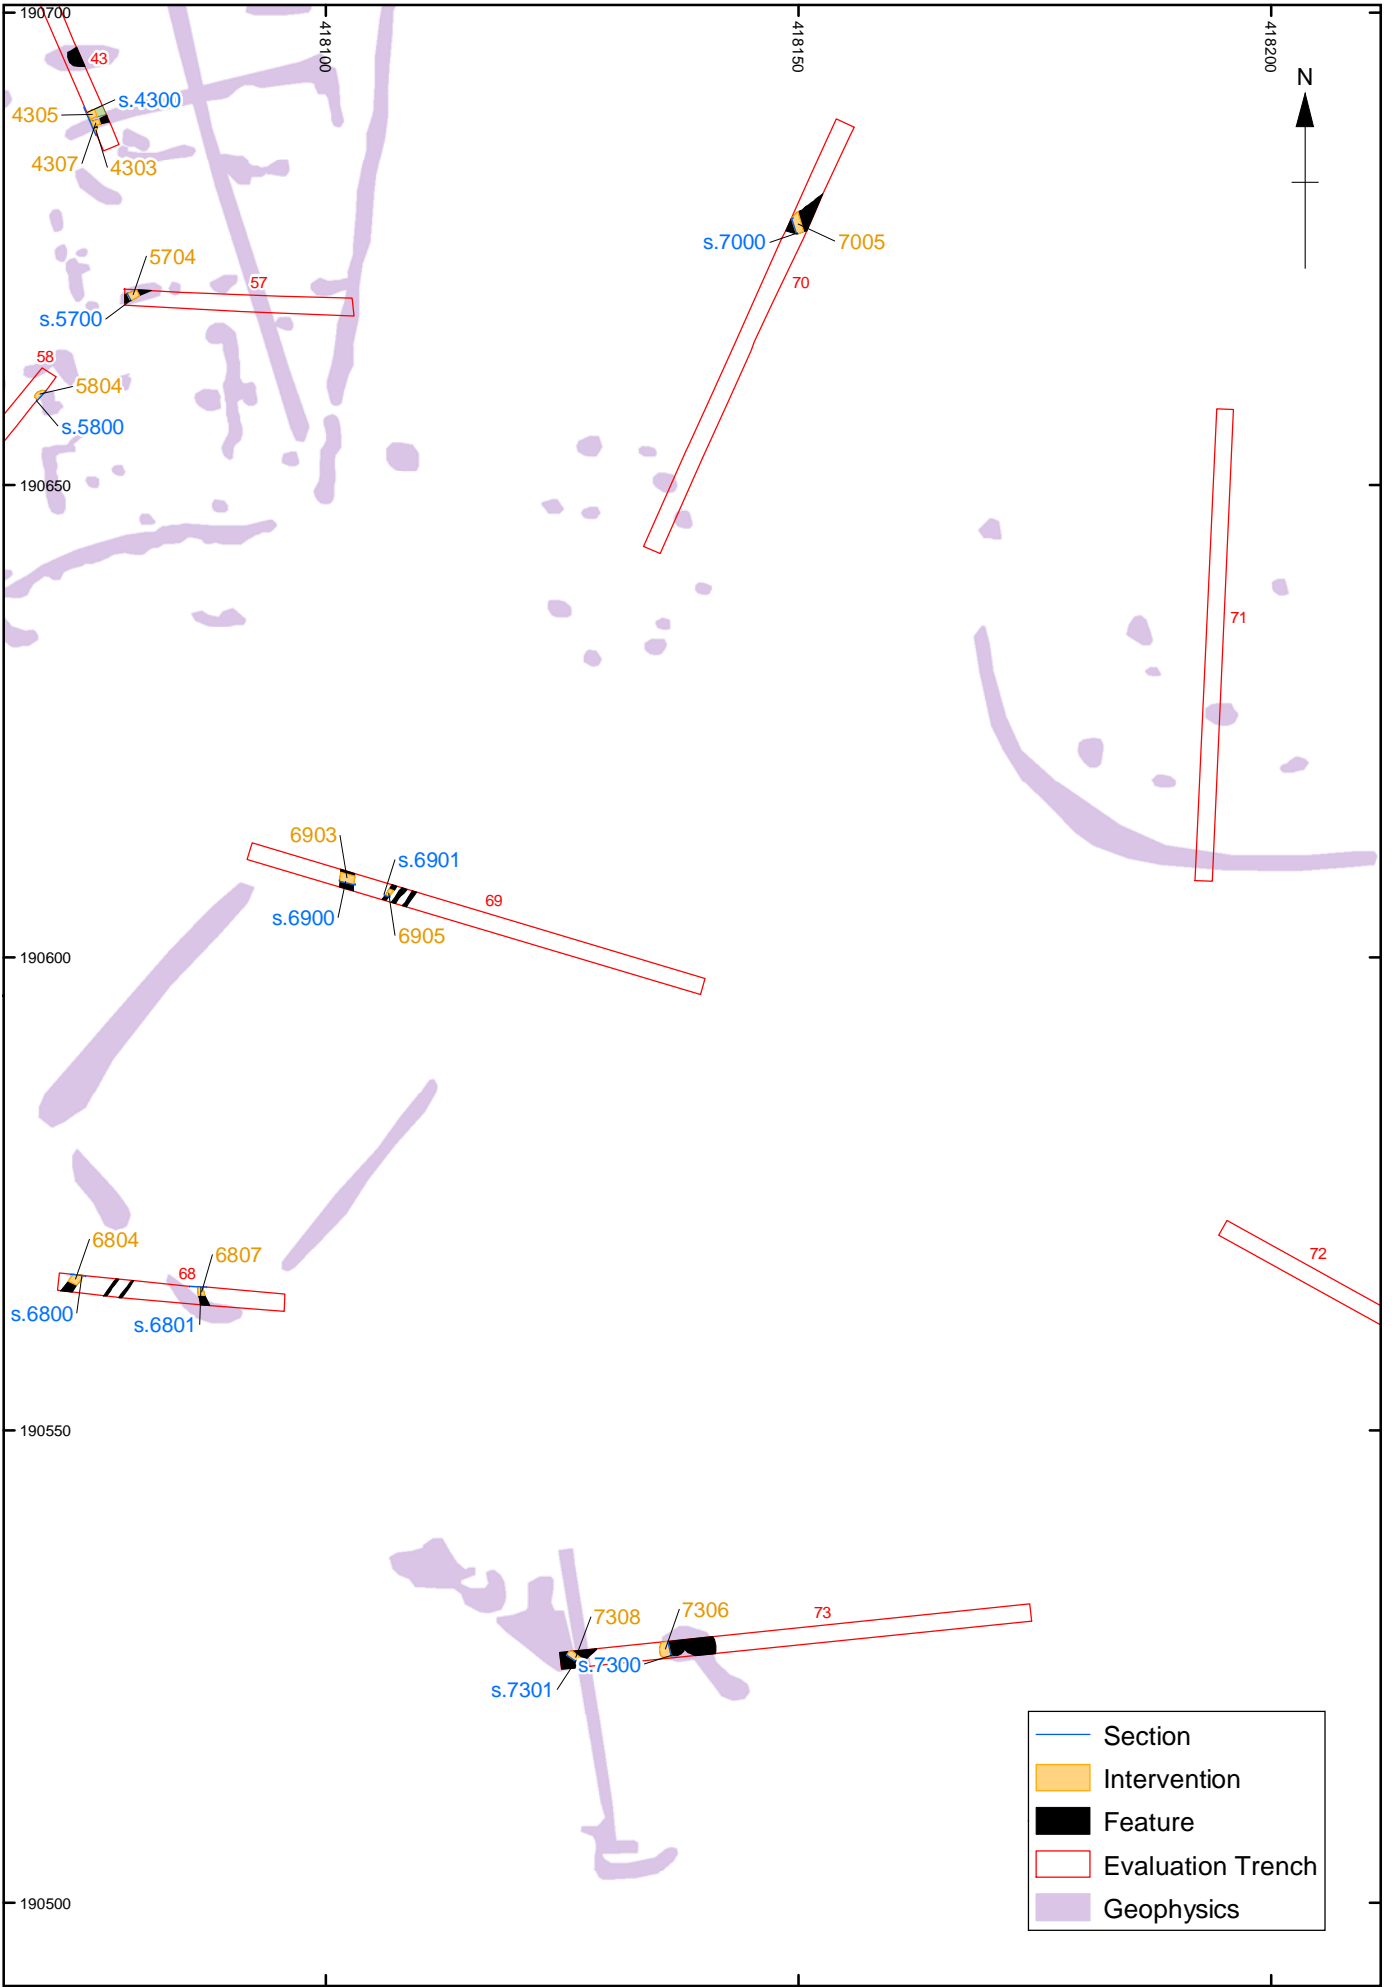 190700
418100
418150
418200
N
43
s.4300
4305
4307
4303
5704
57
s.5700
s.7000
7005
70
58
5804
s.5800
190650
71
6903
s.6901
69
s.6900
6905
190600
6804
6807
68
s.6800
s.6801
72
190550
7308
7306
73
s.7300
s.7301
Section
Intervention
Feature
Evaluation Trench
Geophysics
190500